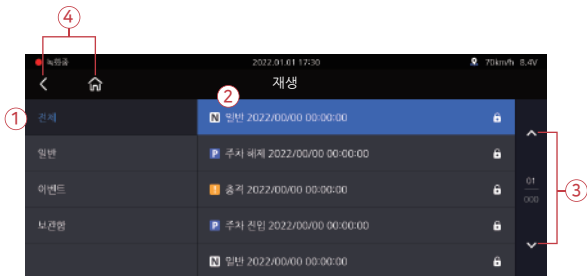 ④
녹화중 2022.01.01 17:30 70km/h 8.4V
재생
① 전체
② N 일반 2022/00/00 00:00:00
일반
P 주차 해제 2022/00/00 00:00:00
이벤트
! 충격 2022/00/00 00:00:00
보관함
P 주차 진입 2022/00/00 00:00:00
N 일반 2022/00/00 00:00:00
01
000
③